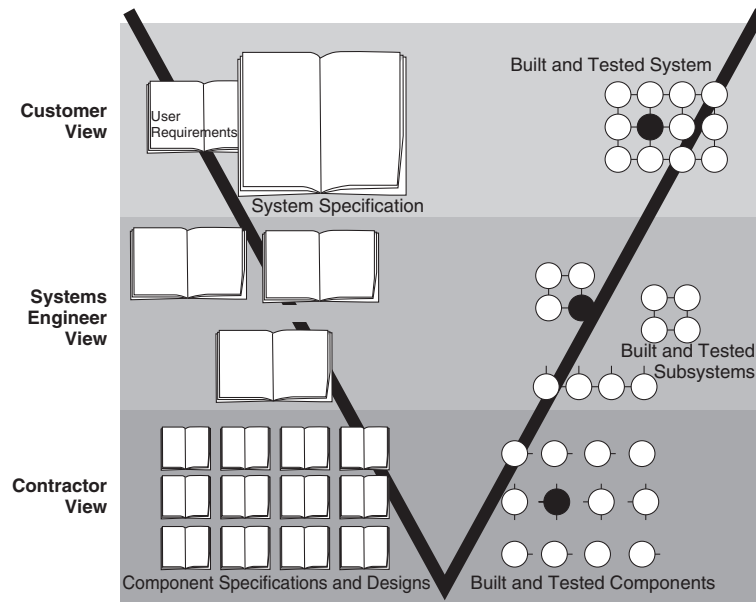 Customer
View
User
Requirements
System Specification
Built and Tested System
Systems
Engineer
View
Built and Tested
Subsystems
Contractor
View
Component Specifications and Designs
Built and Tested Components